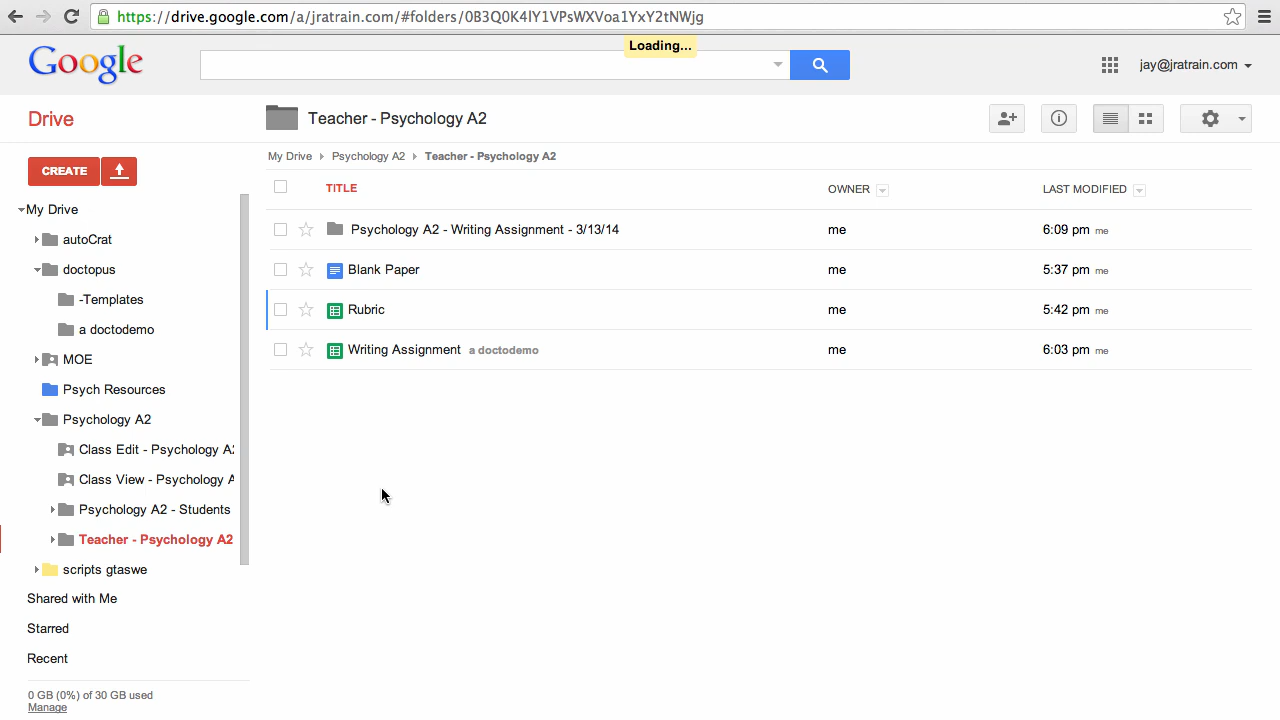 https://drive.google.com/a/jratrain.com/#folders/0B3Q0K4lY1VPsWXVoa1YxY2tNWjg
Loading...
Google
jay@jratrain.com
Drive
Teacher - Psychology A2
My Drive Psychology A2 Teacher - Psychology A2
CREATE
TITLE OWNER LAST MODIFIED
My Drive
autoCrat
doctopus
-Templates
a doctodemo
MOE
Psych Resources
Psychology A2
Class Edit - Psychology A2
Class View - Psychology A
Psychology A2 - Students
Teacher - Psychology A2
scripts gtaswe
Shared with Me
Starred
Recent
0 GB (0%) of 30 GB used
Manage
Psychology A2 - Writing Assignment - 3/13/14 me 6:09 pm me
Blank Paper me 5:37 pm me
Rubric me 5:42 pm me
Writing Assignment a doctodemo me 6:03 pm me